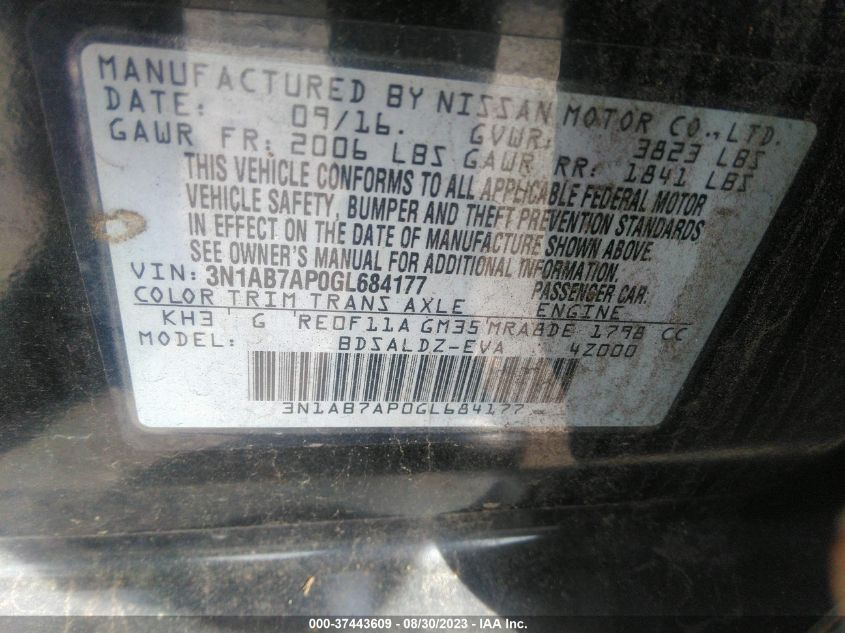 MANUFACTURED BY NISSAN MOTOR CO., LTD.
DATE: 09/16. GVWR: 3823 LBS
GAWR FR: 2006 LBS GAWR RR: 1841 LBS
THIS VEHICLE CONFORMS TO ALL APPLICABLE FEDERAL MOTOR
VEHICLE SAFETY, BUMPER AND THEFT PREVENTION STANDARDS
IN EFFECT ON THE DATE OF MANUFACTURE SHOWN ABOVE.
SEE OWNER'S MANUAL FOR ADDITIONAL INFORMATION.
VIN: 3N1AB7AP0GL684177 PASSENGER CAR:
COLOR TRIM TRANS AXLE ENGINE
KH3 G RE0F11A GM35 MRA8DE 1798 CC
MODEL: BDSALDZ-EVA 4Z000
3N1AB7AP0GL684177
000-37443609 - 08/30/2023 - IAA Inc.